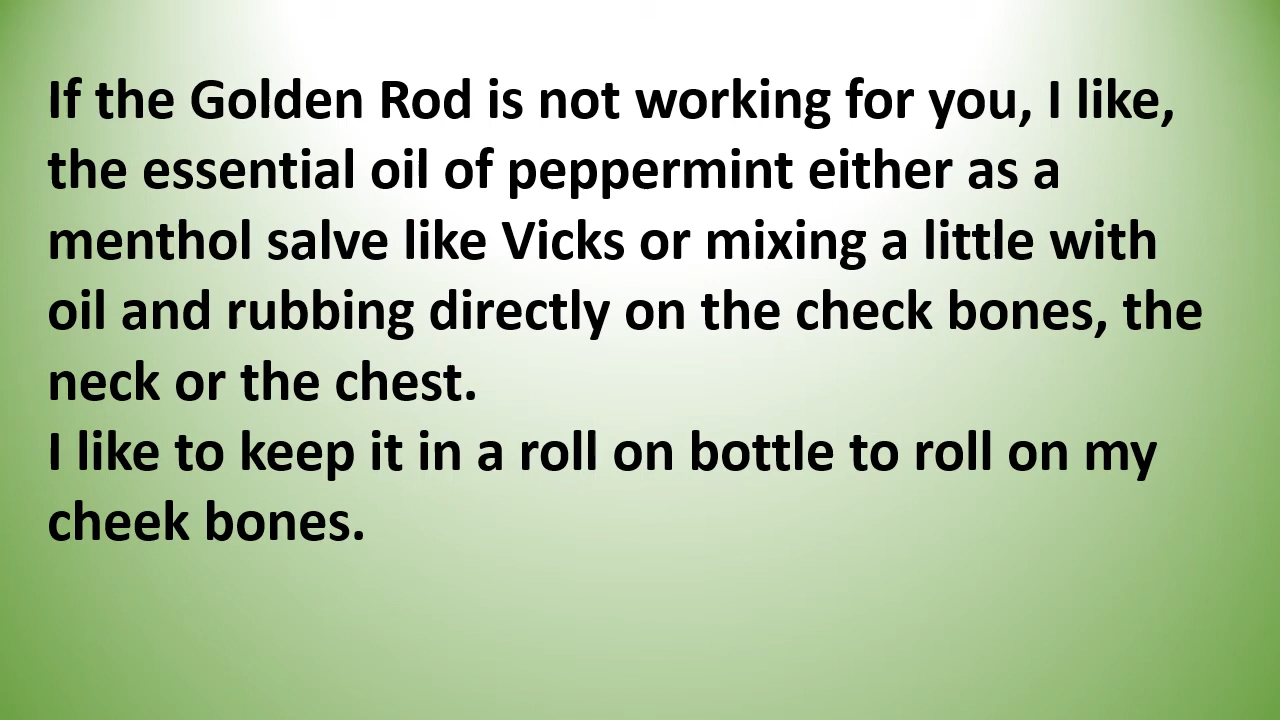 If the Golden Rod is not working for you, I like,
the essential oil of peppermint either as a
menthol salve like Vicks or mixing a little with
oil and rubbing directly on the check bones, the
neck or the chest.
I like to keep it in a roll on bottle to roll on my
cheek bones.